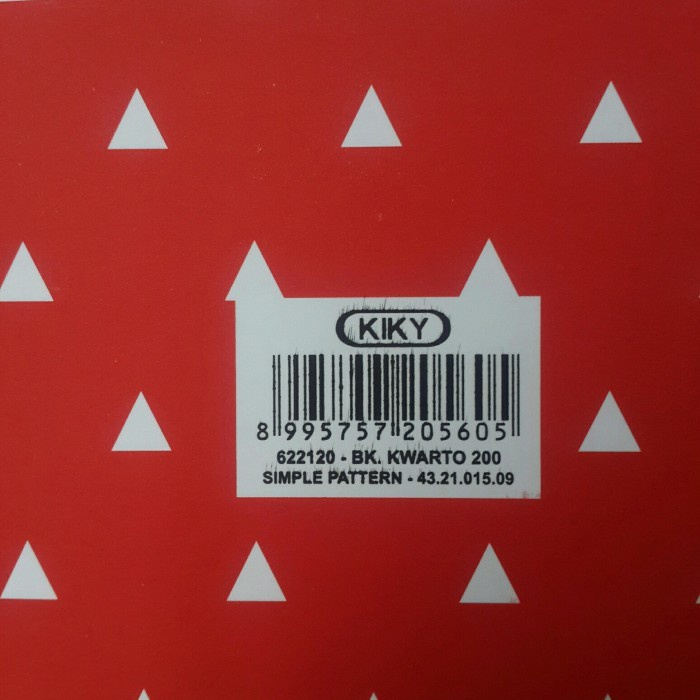 KIKY
8 995757 205605
622120 - BK. KWARTO 200
SIMPLE PATTERN - 43.21.015.09